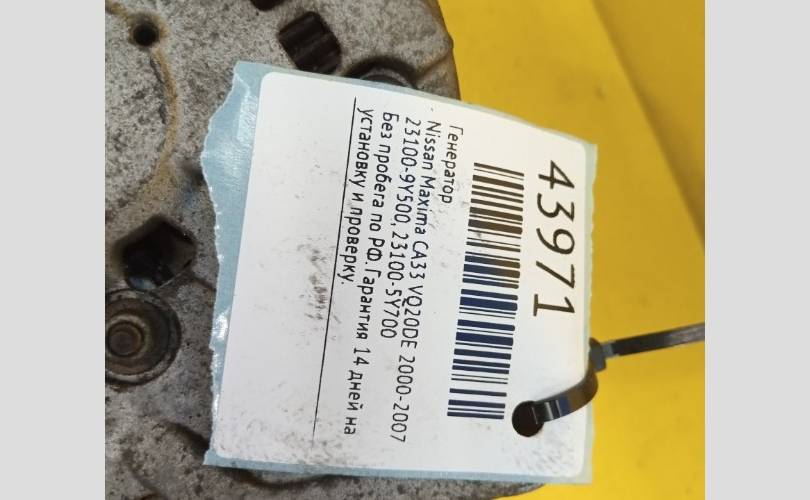 43971
Генератор
Nissan Maxima CA33 VQ20DE 2000-2007
23100-9Y500, 23100-5Y700
Без пробега по РФ.Гарантия 14 дней на
установку и проверку.